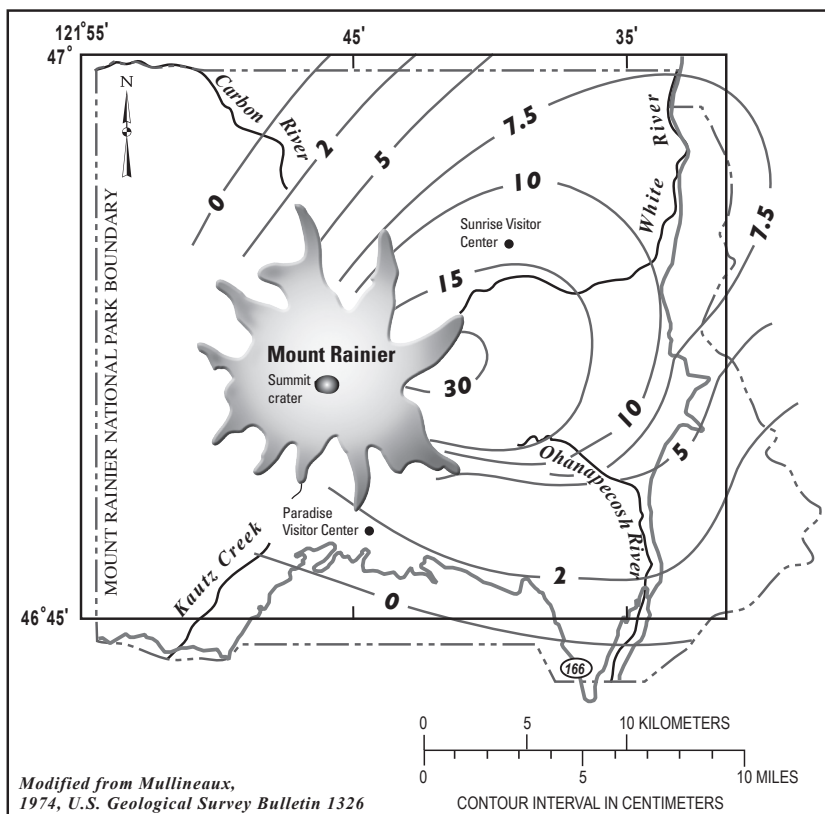 121˚55'
45'
35'
47˚
N
Carbon
River
0
2
5
7.5
10
White River
7.5
Sunrise Visitor
Center
15
MOUNT RAINIER NATIONAL PARK BOUNDARY
Mount Rainier
Summit
crater
30
10
5
Ohanapecosh River
Paradise
Visitor Center
Kautz Creek
2
0
46˚45'
166
0
5
10 KILOMETERS
0
5
10 MILES
CONTOUR INTERVAL IN CENTIMETERS
Modified from Mullineaux,
1974, U.S. Geological Survey Bulletin 1326